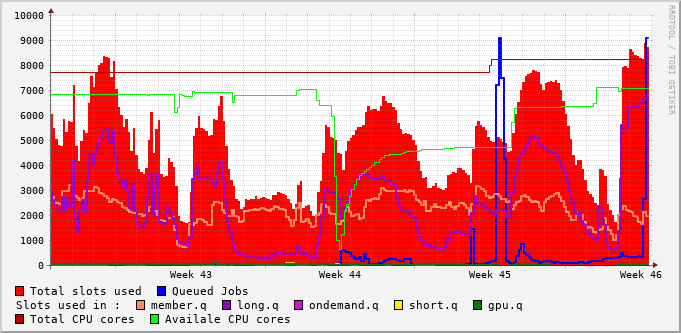 10000
9000
8000
7000
6000
5000
4000
3000
2000
1000
0
Week 43 Week 44 Week 45 Week 46
Total slots used Queued Jobs
Slots used in : member.q long.q ondemand.q short.q gpu.q
Total CPU cores Availale CPU cores
RRDTOOL / TOBI OETIKER